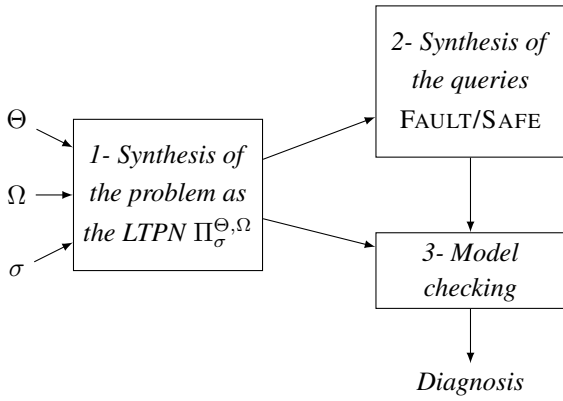 Θ
Ω
σ
1- Synthesis of
the problem as
the LTPN Π_σ^{Θ,Ω}
2- Synthesis of
the queries
FAULT/SAFE
3- Model
checking
Diagnosis